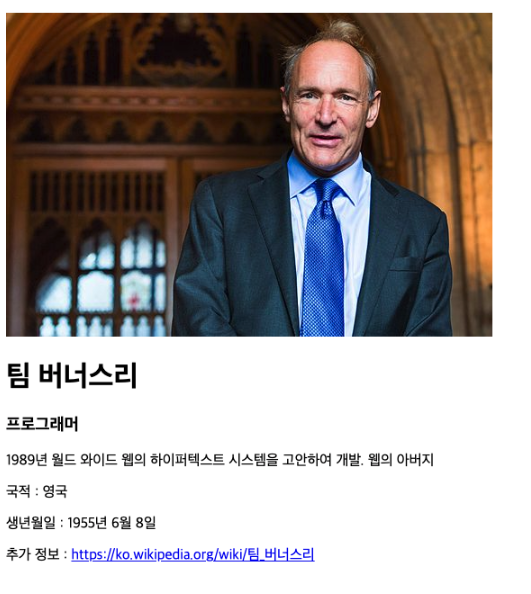 팀 버너스리
프로그래머
1989년 월드 와이드 웹의 하이퍼텍스트 시스템을 고안하여 개발. 웹의 아버지
국적 : 영국
생년월일 : 1955년 6월 8일
추가 정보 : https://ko.wikipedia.org/wiki/팀_버너스리